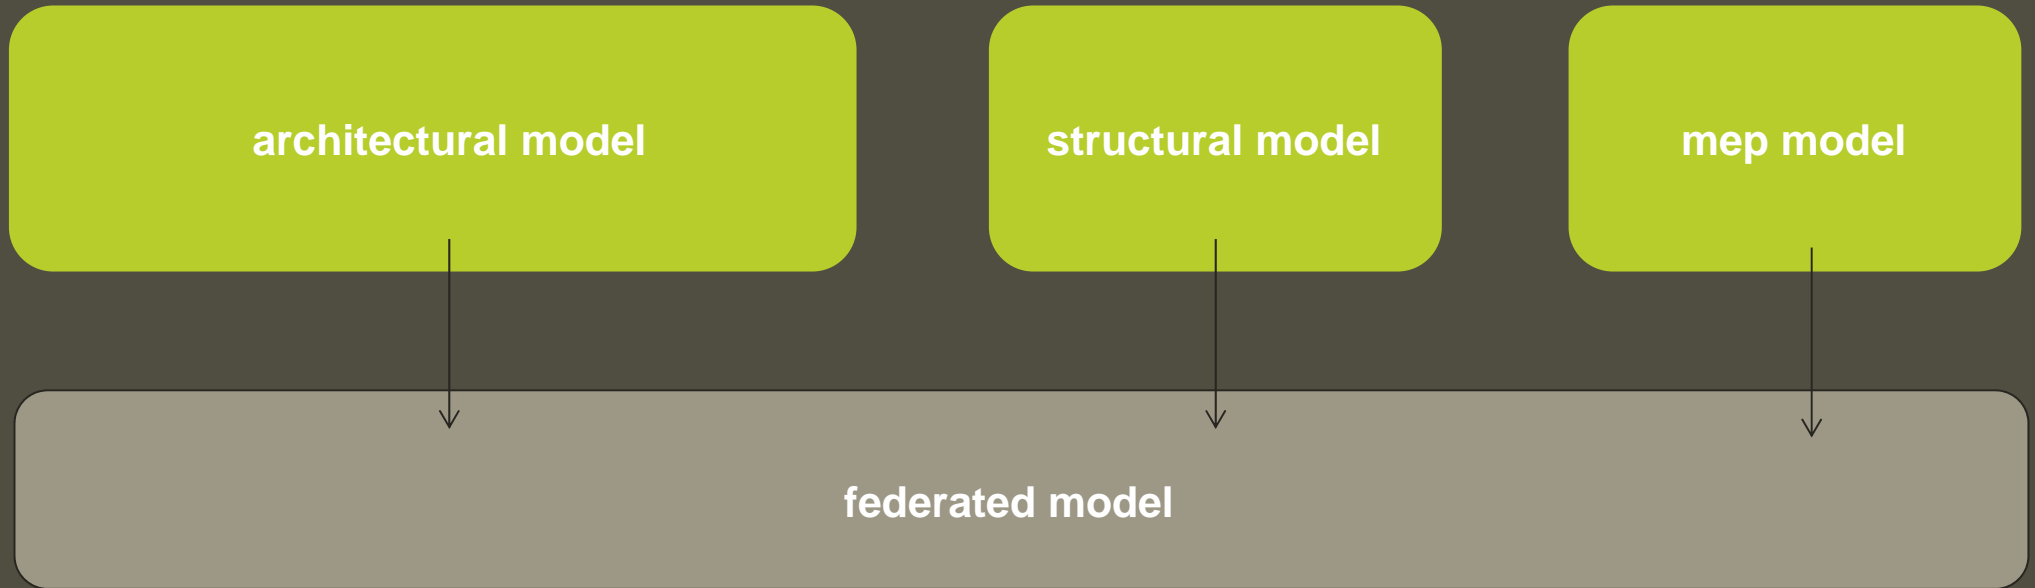 architectural model
structural model
mep model
federated model